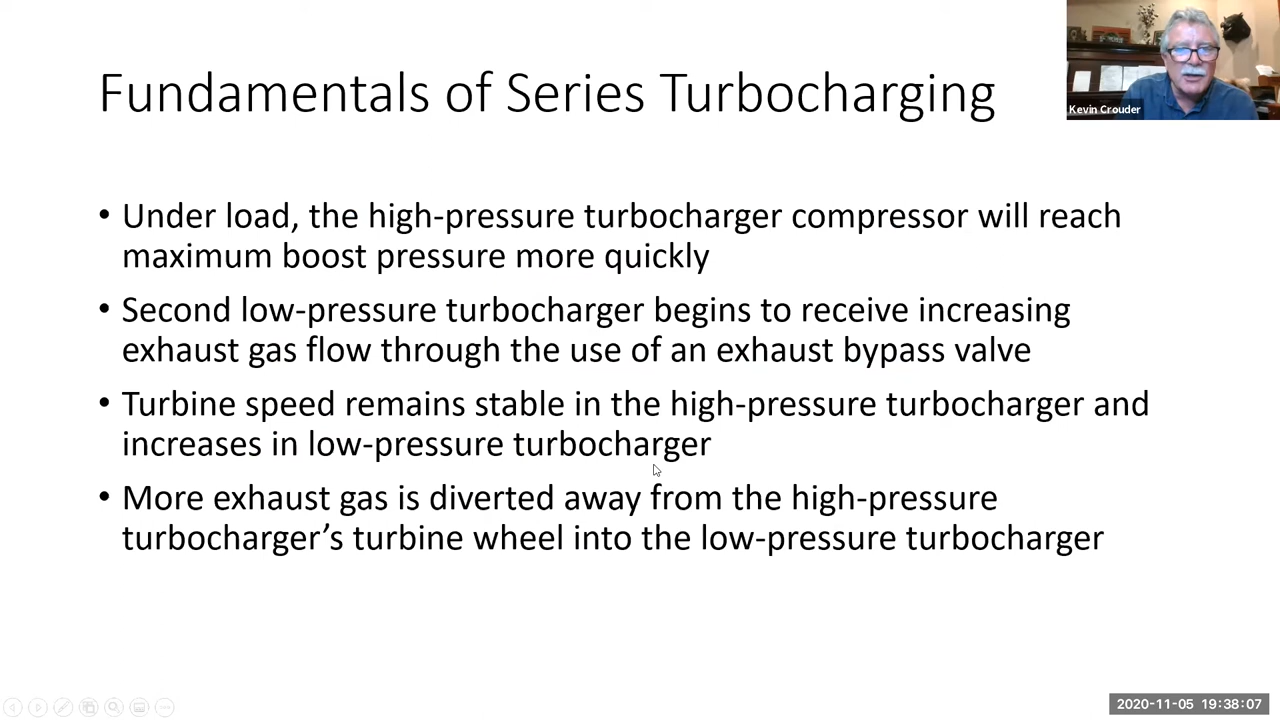 Fundamentals of Series Turbocharging
Kevin Crouder
• Under load, the high-pressure turbocharger compressor will reach
maximum boost pressure more quickly
• Second low-pressure turbocharger begins to receive increasing
exhaust gas flow through the use of an exhaust bypass valve
• Turbine speed remains stable in the high-pressure turbocharger and
increases in low-pressure turbocharger
• More exhaust gas is diverted away from the high-pressure
turbocharger’s turbine wheel into the low-pressure turbocharger
2020-11-05 19:38:07